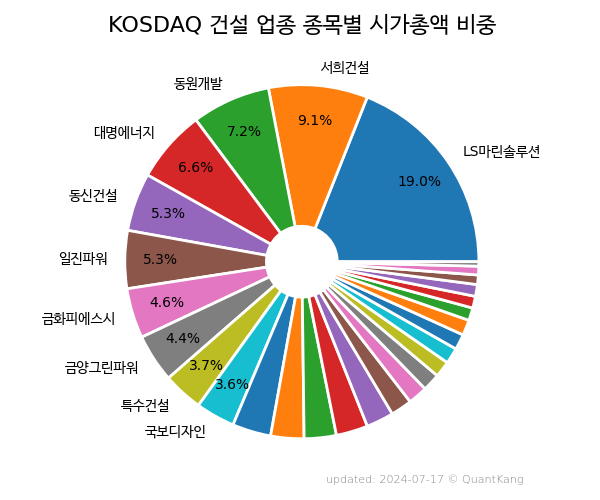 KOSDAQ 건설 업종 종목별 시가총액 비중
서희건설
동원개발
9.1%
7.2%
대명에너지
LS마린솔루션
6.6%
19.0%
동신건설
5.3%
일진파워
5.3%
4.6%
금화피에스시
4.4%
금양그린파워
3.7%
3.6%
특수건설
국보디자인
updated: 2024-07-17 © QuantKang